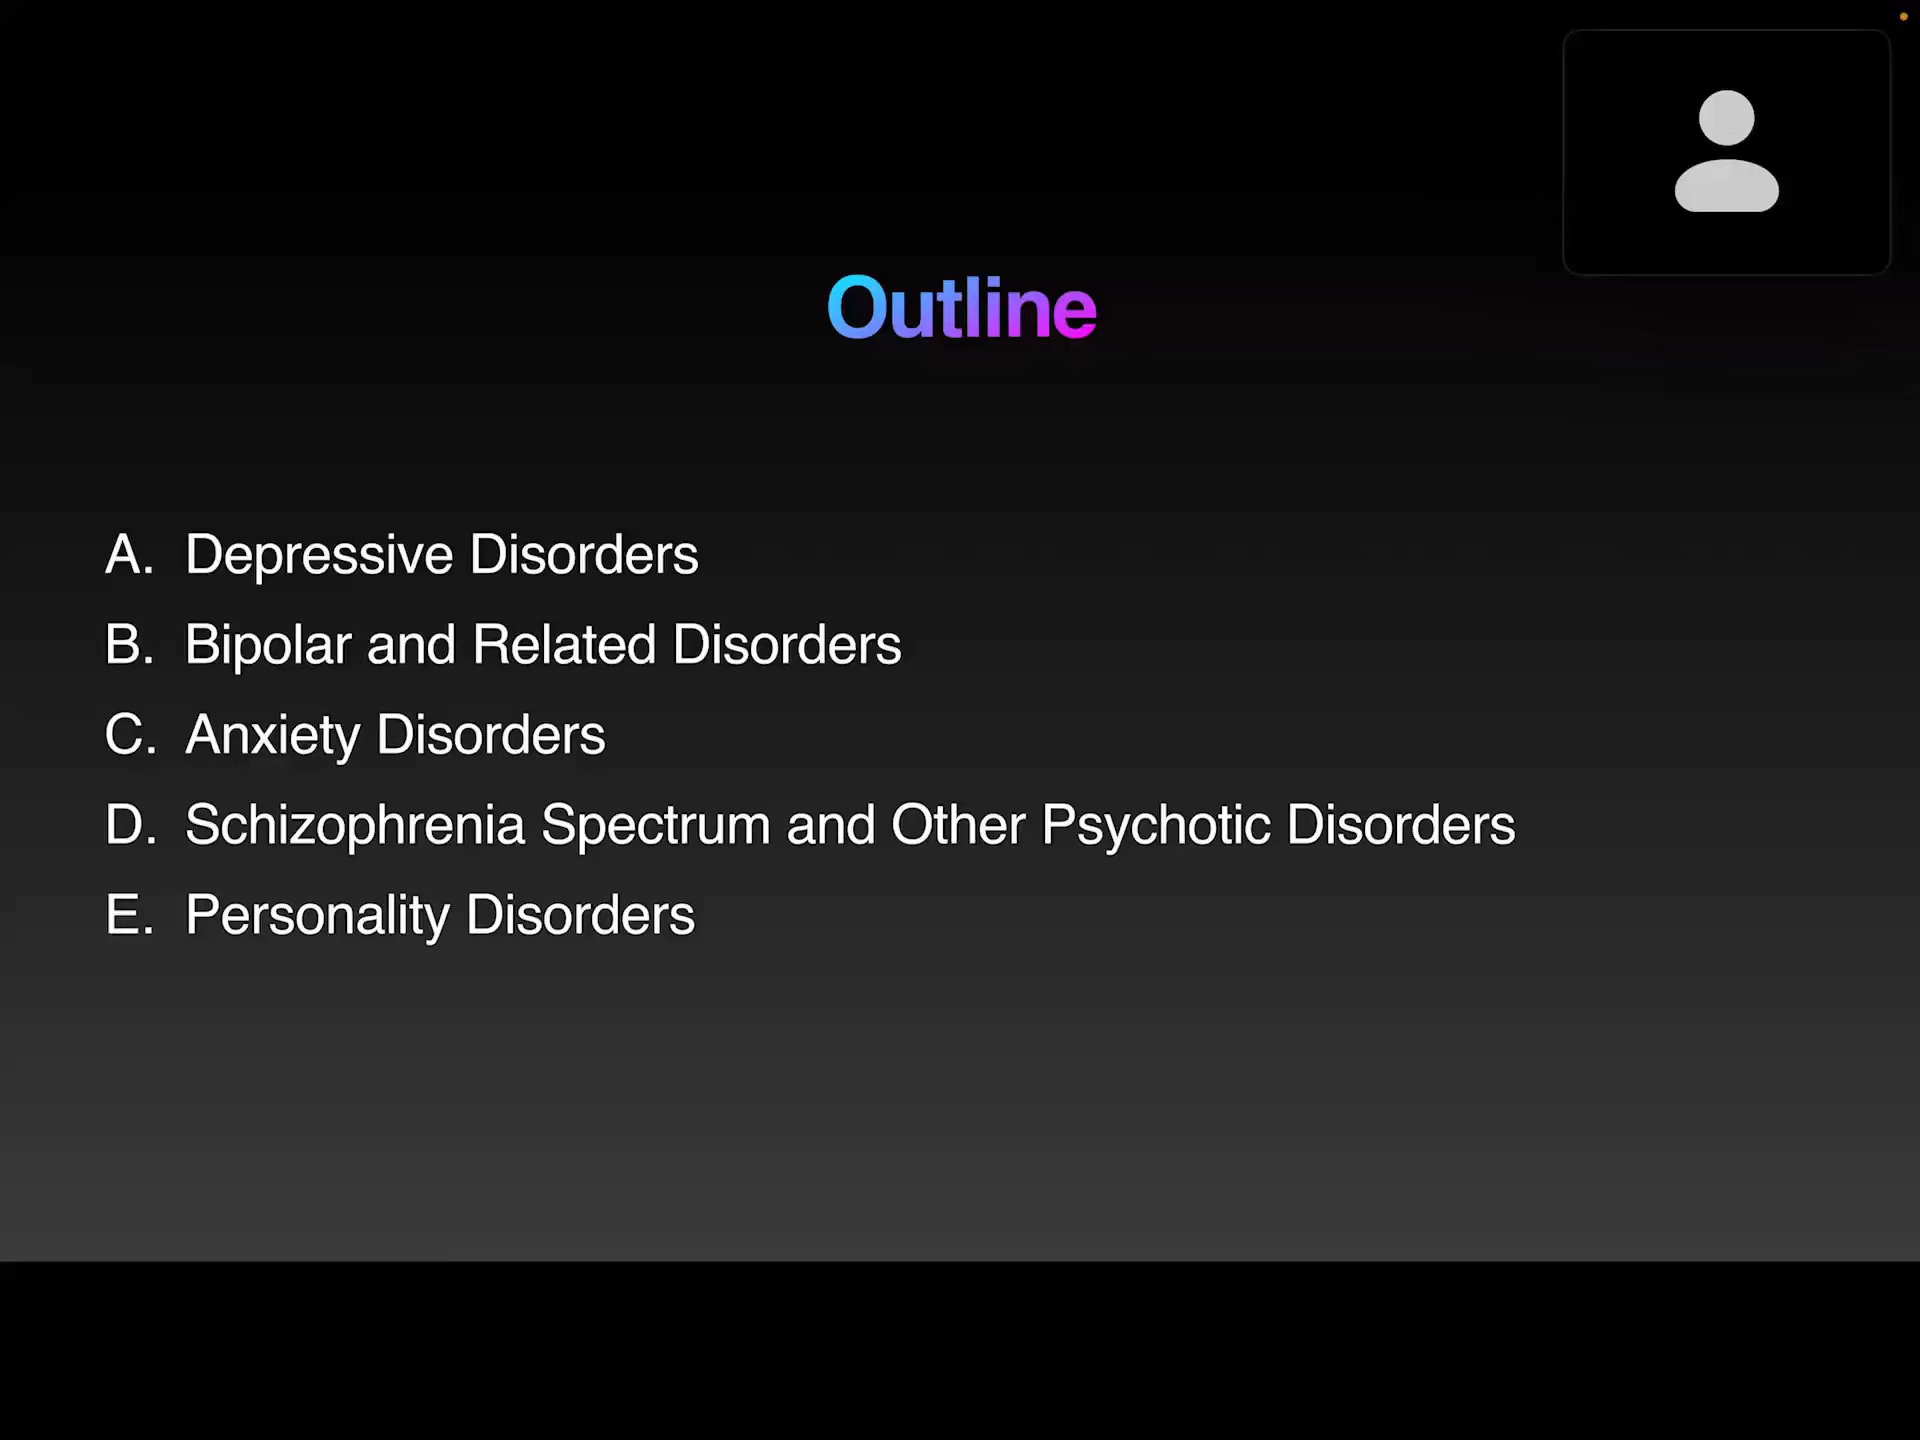 Outline
A. Depressive Disorders
B. Bipolar and Related Disorders
C. Anxiety Disorders
D. Schizophrenia Spectrum and Other Psychotic Disorders
E. Personality Disorders